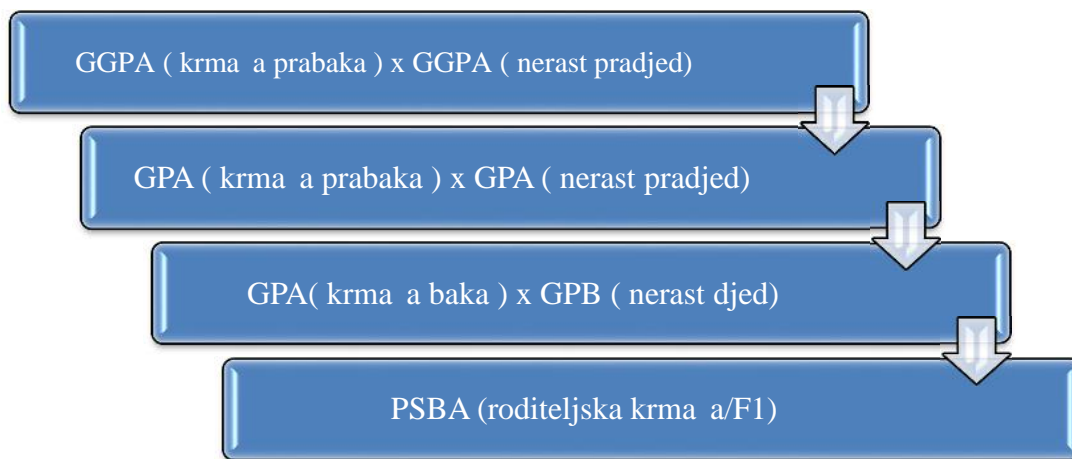 GGPA ( krma a prabaka ) x GGPA ( nerast pradjed)
GPA ( krma a prabaka ) x GPA ( nerast pradjed)
GPA( krma a baka ) x GPB ( nerast djed)
PSBA (roditeljska krma a/F1)